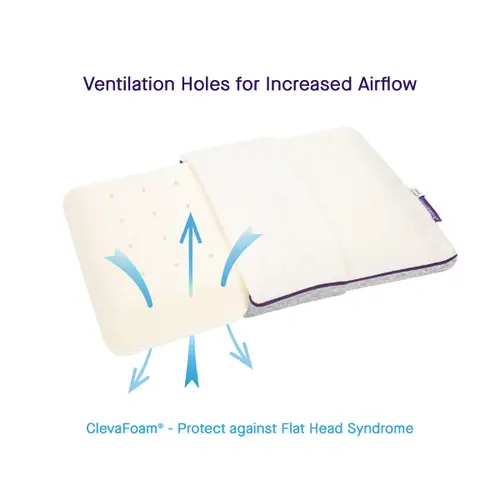 Ventilation Holes for Increased Airflow
ClevaFoam® - Protect against Flat Head Syndrome